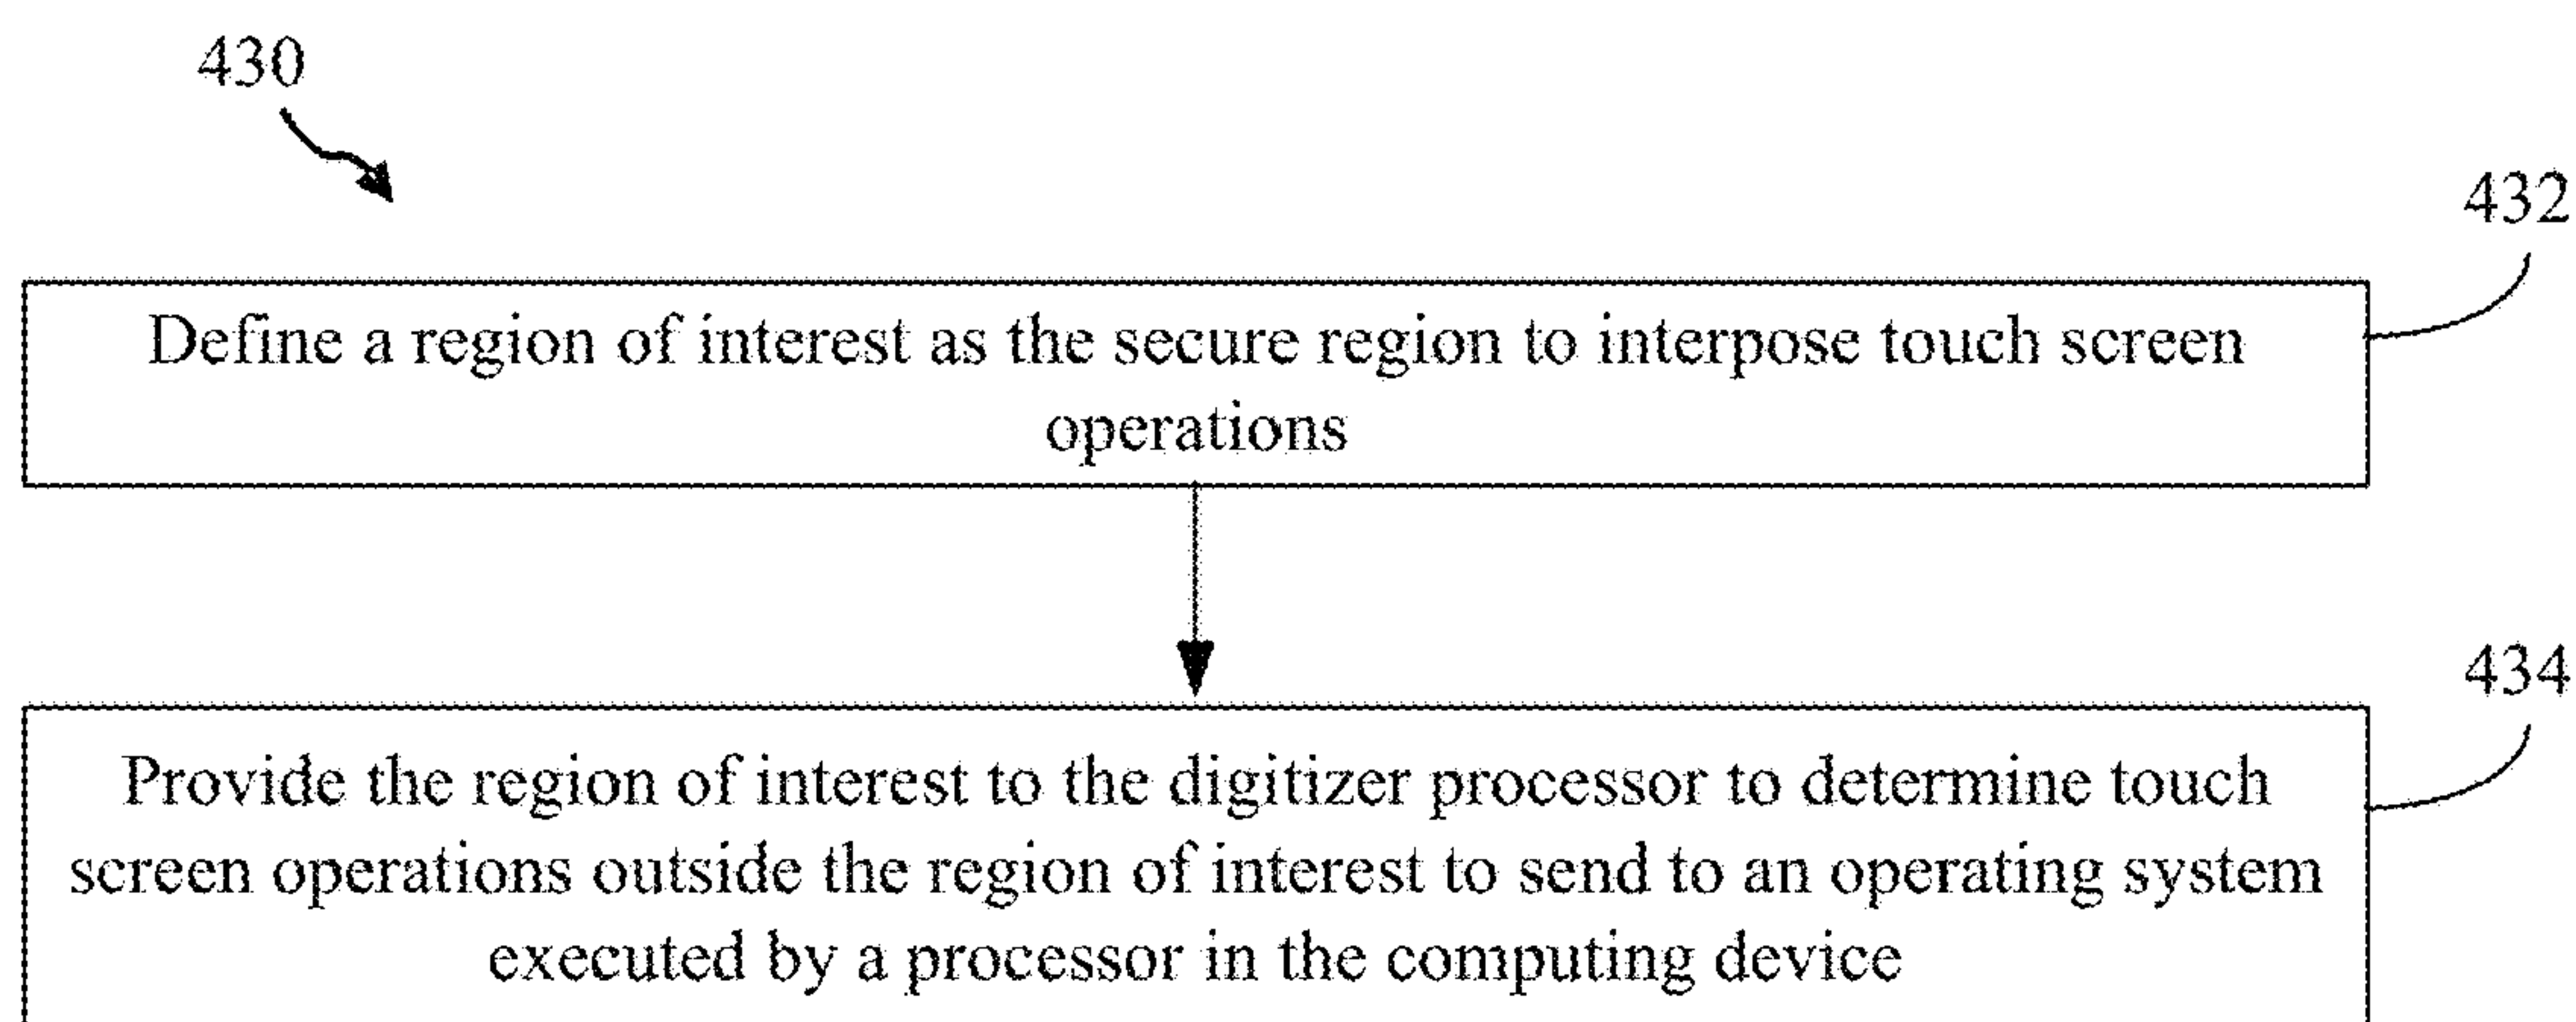 430
432
Define a region of interest as the secure region to interpose touch screen
operations
434
Provide the region of interest to the digitizer processor to determine touch
screen operations outside the region of interest to send to an operating system
executed by a processor in the computing device